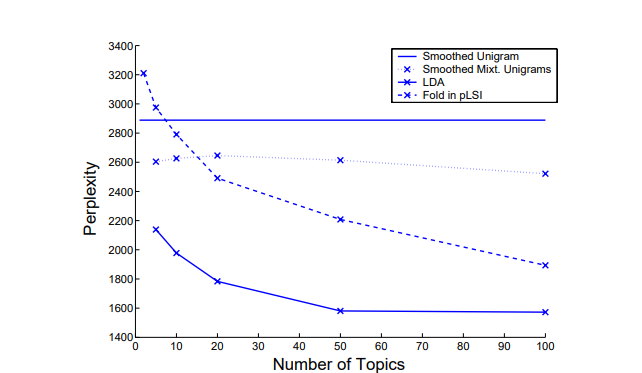 3400
3200
3000
2800
2600
2400
2200
2000
1800
1600
1400
Perplexity
0 10 20 30 40 50 60 70 80 90 100
Number of Topics
Smoothed Unigram
Smoothed Mixt. Unigrams
LDA
Fold in pLSI